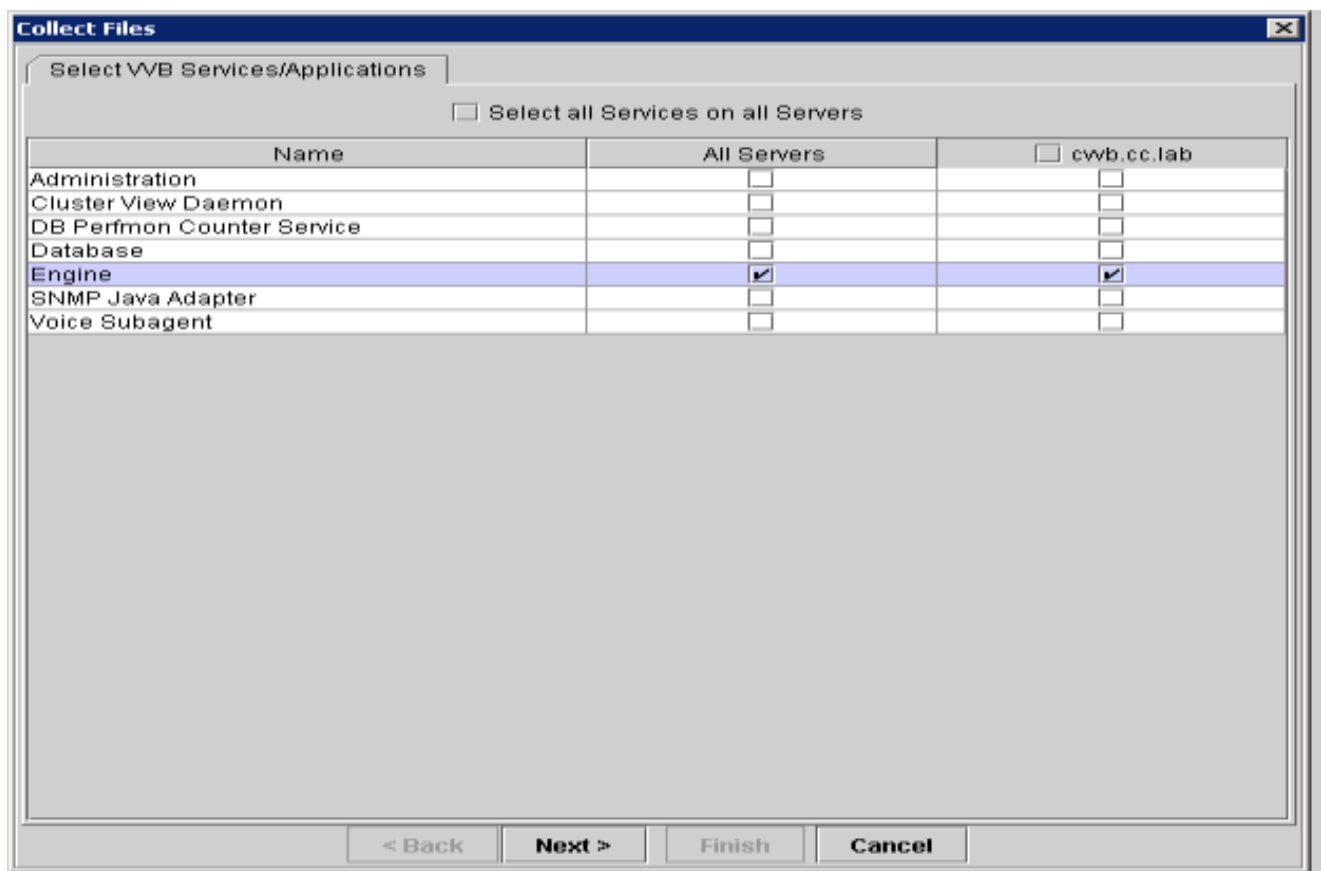 Collect Files
Select VVB Services/Applications
Select all Services on all Servers
Name All Servers cvvb.cc.lab
Administration
Cluster View Daemon
DB Perfmon Counter Service
Database
Engine
SNMP Java Adapter
Voice Subagent
< Back Next > Finish Cancel